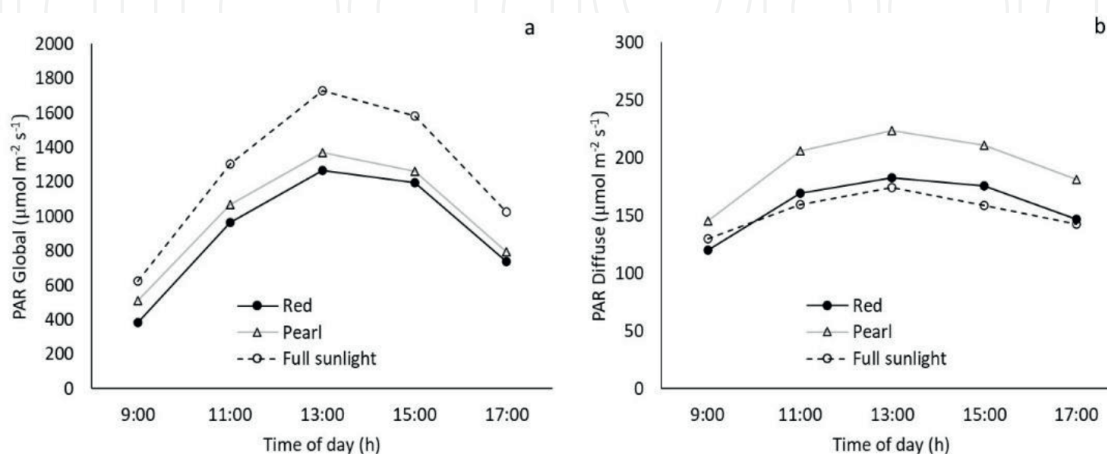 a
2000
1800
1600
1400
1200
1000
800
600
400
200
0
PAR Global (µmol m⁻² s⁻¹)
Red
Pearl
Full sunlight
9:00 11:00 13:00 15:00 17:00
Time of day (h)
b
300
250
200
150
100
50
0
PAR Diffuse (µmol m⁻² s⁻¹)
Red
Pearl
Full sunlight
9:00 11:00 13:00 15:00 17:00
Time of day (h)